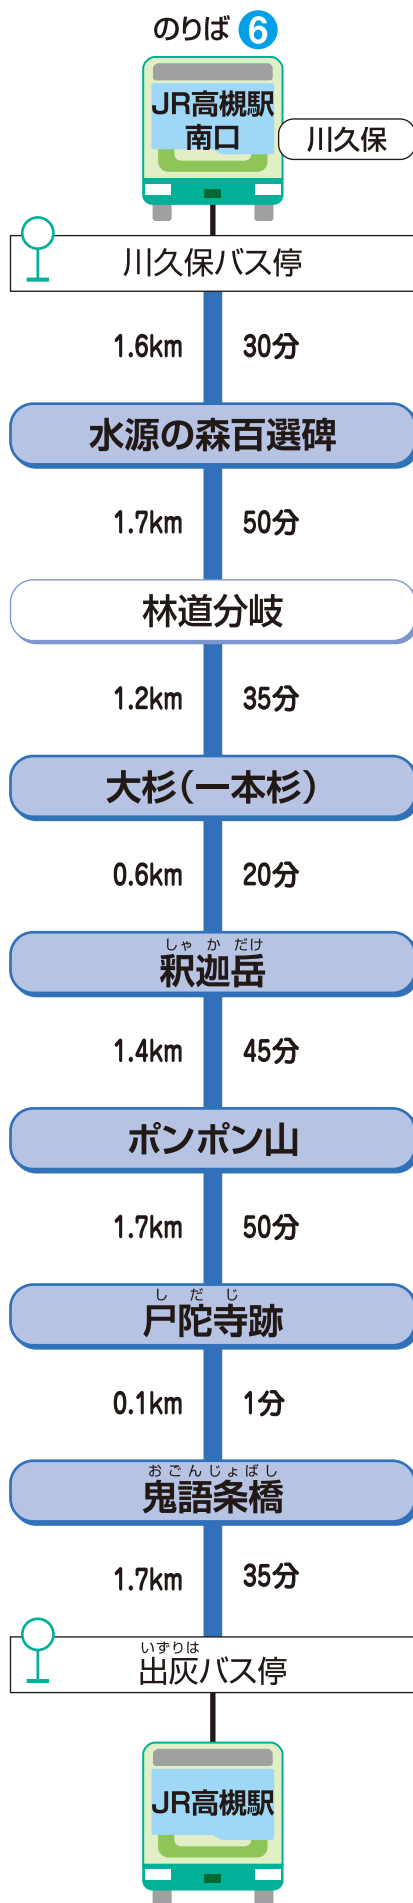 のりば 6
JR高槻駅
南口
川久保
川久保バス停
1.6km 30分
水源の森百選碑
1.7km 50分
林道分岐
1.2km 35分
大杉(一本杉)
0.6km 20分
しゃかだけ
釈迦岳
1.4km 45分
ポンポン山
1.7km 50分
しだじ
尸陀寺跡
0.1km 1分
おごんじょばし
鬼語条橋
1.7km 35分
いずりは
出灰バス停
JR高槻駅